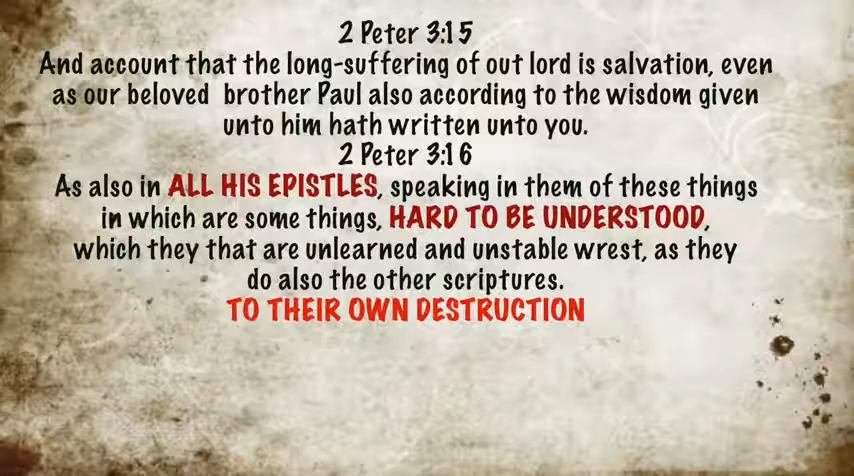 2 Peter 3:15
And account that the long-suffering of out lord is salvation, even
as our beloved brother Paul also according to the wisdom given
unto him hath written unto you.
2 Peter 3:16
As also in ALL HIS EPISTLES, speaking in them of these things
in which are some things, HARD TO BE UNDERSTOOD,
which they that are unlearned and unstable wrest, as they
do also the other scriptures.
TO THEIR OWN DESTRUCTION